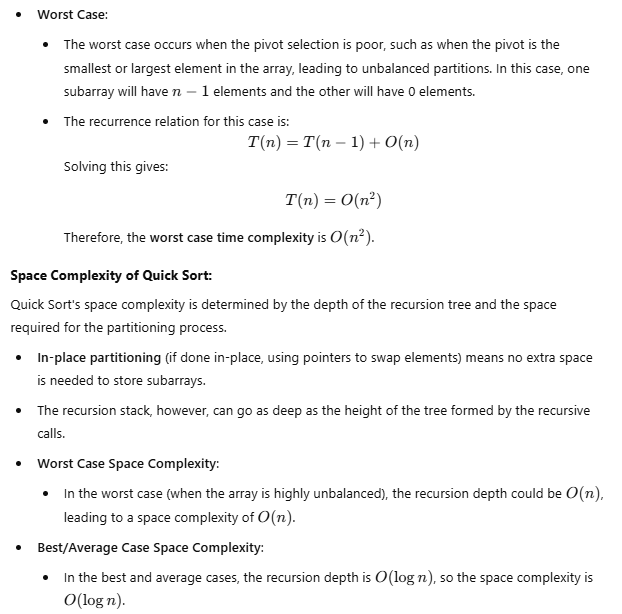 • Worst Case:
• The worst case occurs when the pivot selection is poor, such as when the pivot is the
smallest or largest element in the array, leading to unbalanced partitions. In this case, one
subarray will have n − 1 elements and the other will have 0 elements.
• The recurrence relation for this case is:
T(n) = T(n − 1) + O(n)
Solving this gives:
T(n) = O(n²)
Therefore, the worst case time complexity is O(n²).
Space Complexity of Quick Sort:
Quick Sort's space complexity is determined by the depth of the recursion tree and the space
required for the partitioning process.
• In-place partitioning (if done in-place, using pointers to swap elements) means no extra space
is needed to store subarrays.
• The recursion stack, however, can go as deep as the height of the tree formed by the recursive
calls.
• Worst Case Space Complexity:
• In the worst case (when the array is highly unbalanced), the recursion depth could be O(n),
leading to a space complexity of O(n).
• Best/Average Case Space Complexity:
• In the best and average cases, the recursion depth is O(log n), so the space complexity is
O(log n).